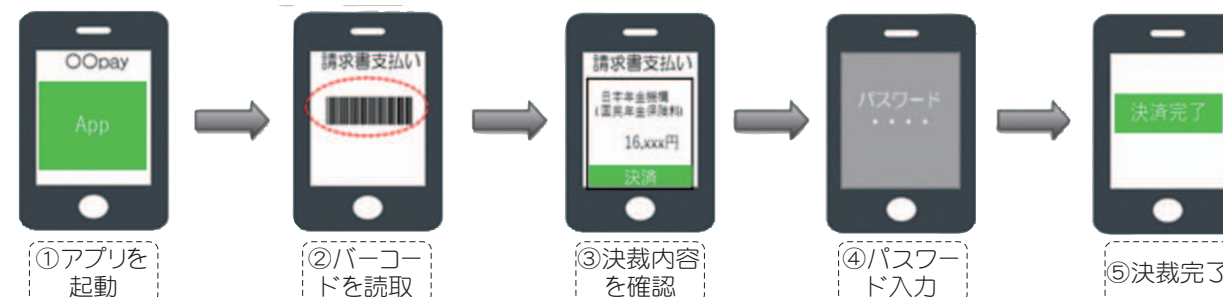 〇〇pay
App
請求書支払い
請求書支払い
日本年金機構
(国民年金保険料)
16,xxx円
決済
パスワード
****
決済完了
①アプリを
起動
②バーコー
ドを読取
③決裁内容
を確認
④パスワー
ド入力
⑤決裁完了